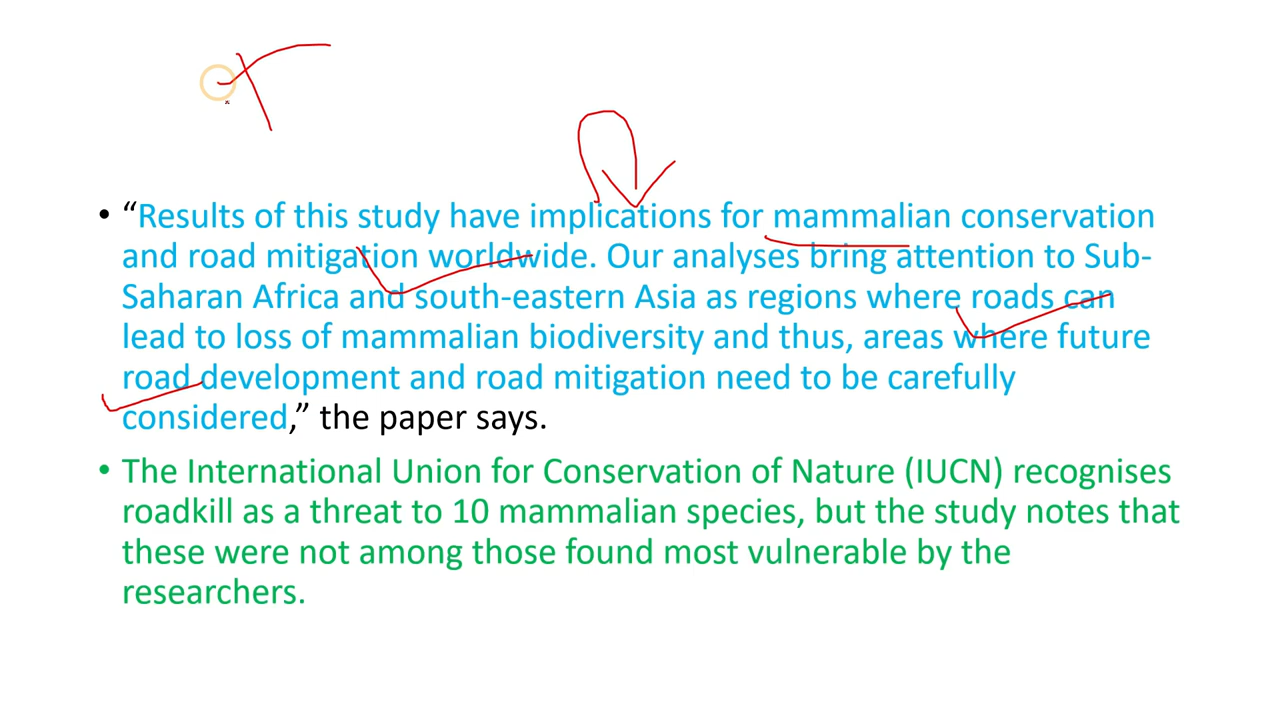 • “Results of this study have implications for mammalian conservation
and road mitigation worldwide. Our analyses bring attention to Sub-
Saharan Africa and south-eastern Asia as regions where roads can
lead to loss of mammalian biodiversity and thus, areas where future
road development and road mitigation need to be carefully
considered,” the paper says.
• The International Union for Conservation of Nature (IUCN) recognises
roadkill as a threat to 10 mammalian species, but the study notes that
these were not among those found most vulnerable by the
researchers.